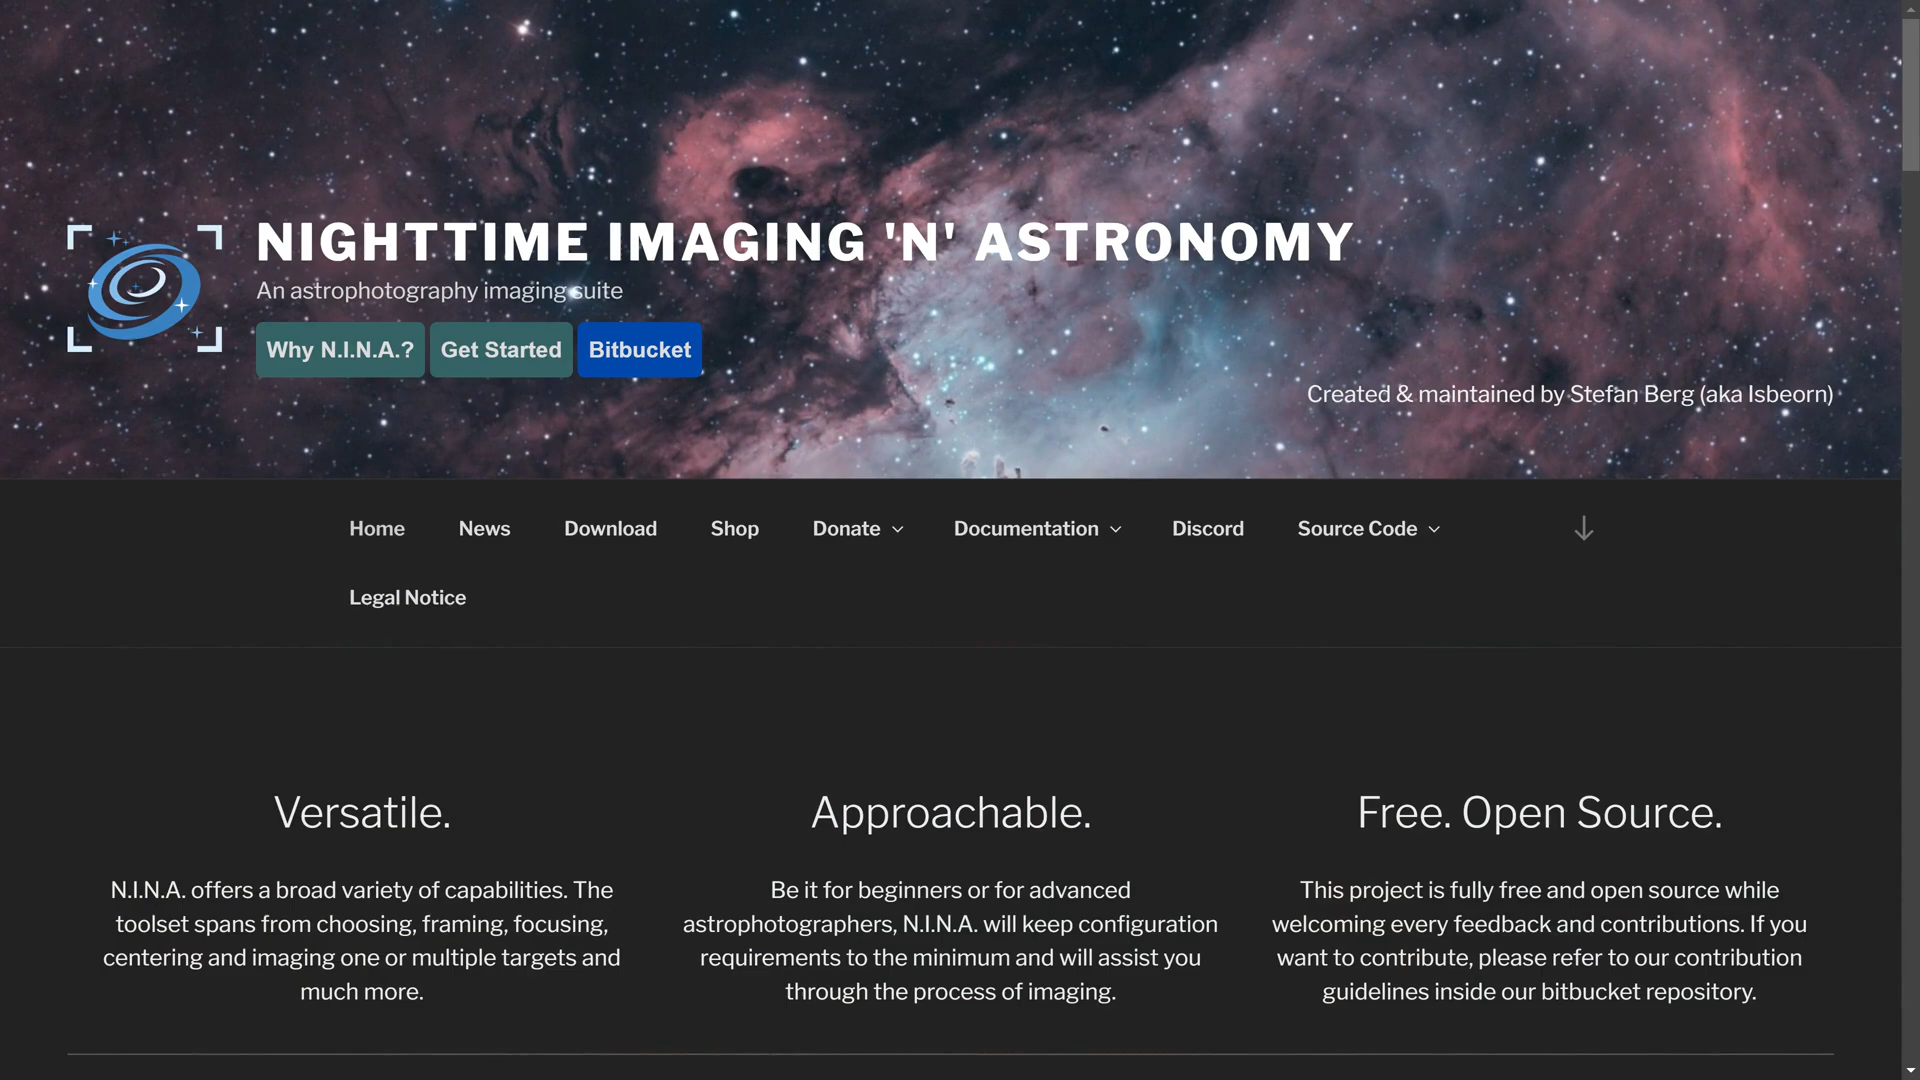 NIGHTTIME IMAGING 'N' ASTRONOMY
An astrophotography imaging suite
Why N.I.N.A.? Get Started Bitbucket
Created & maintained by Stefan Berg (aka Isbeorn)
Home News Download Shop Donate Documentation Discord Source Code
Legal Notice
Versatile.
N.I.N.A. offers a broad variety of capabilities. The
toolset spans from choosing, framing, focusing,
centering and imaging one or multiple targets and
much more.
Approachable.
Be it for beginners or for advanced
astrophotographers, N.I.N.A. will keep configuration
requirements to the minimum and will assist you
through the process of imaging.
Free. Open Source.
This project is fully free and open source while
welcoming every feedback and contributions. If you
want to contribute, please refer to our contribution
guidelines inside our bitbucket repository.